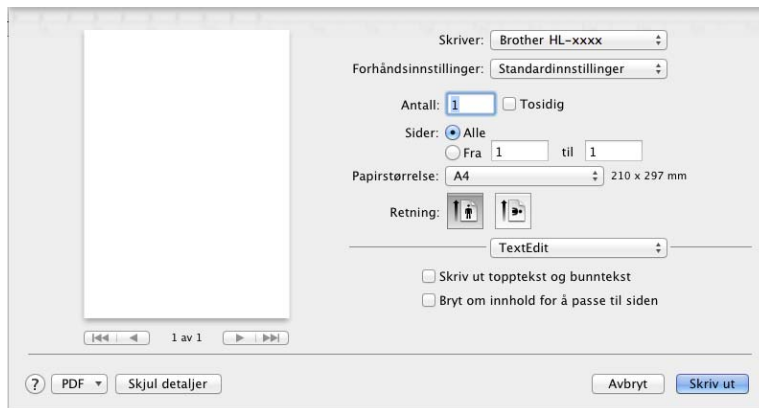 Skriver: Brother HL-xxxx
Forhåndsinnstillinger: Standardinnstillinger
Antall: 1 Tosidig
Sider: Alle
Fra 1 til 1
Papirstørrelse: A4 210 x 297 mm
Retning:
TextEdit
Skriv ut topptekst og bunntekst
Bryt om innhold for å passe til siden
1 av 1
? PDF Skjul detaljer Avbryt Skriv ut